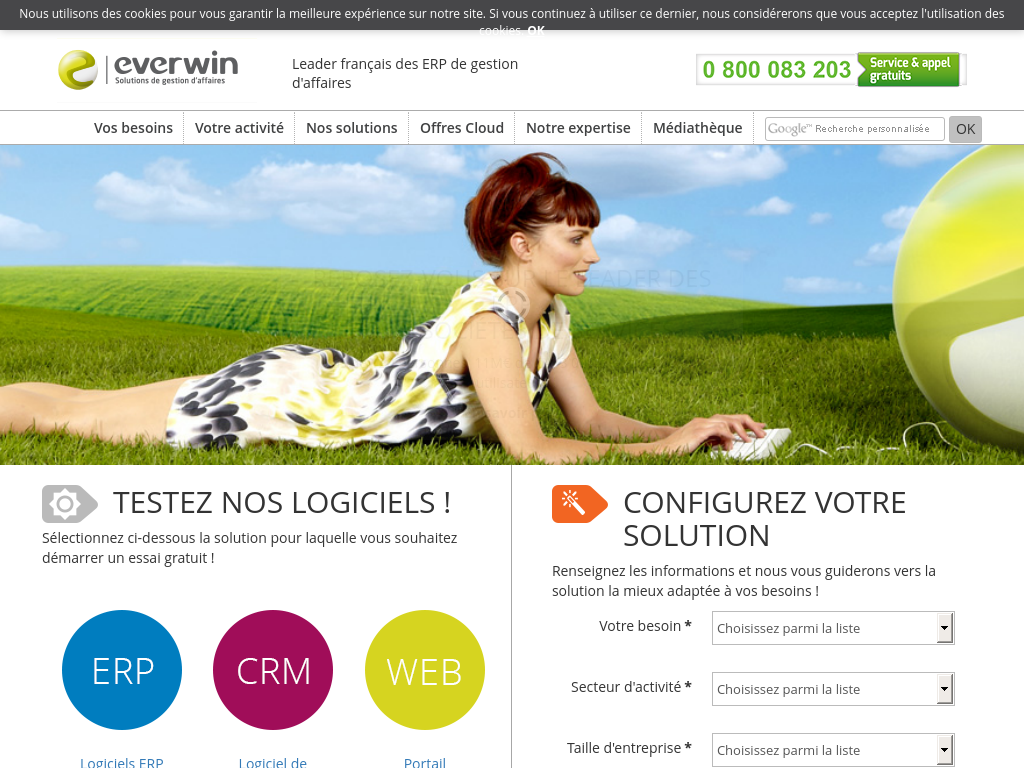 Nous utilisons des cookies pour vous garantir la meilleure expérience sur notre site. Si vous continuez à utiliser ce dernier, nous considérerons que vous acceptez l'utilisation des
cookies. OK
everwin
Solutions de gestion d'affaires
Leader français des ERP de gestion
d'affaires
0 800 083 203
Service & appel
gratuits
Vos besoins
Votre activité
Nos solutions
Offres Cloud
Notre expertise
Médiathèque
Google™ Recherche personnalisée
OK
TESTEZ NOS LOGICIELS !
Sélectionnez ci-dessous la solution pour laquelle vous souhaitez
démarrer un essai gratuit !
ERP
CRM
WEB
Logiciels ERP
Logiciel de
Portail
CONFIGUREZ VOTRE
SOLUTION
Renseignez les informations et nous vous guiderons vers la
solution la mieux adaptée à vos besoins !
Votre besoin *
Choisissez parmi la liste
Secteur d'activité *
Choisissez parmi la liste
Taille d'entreprise *
Choisissez parmi la liste